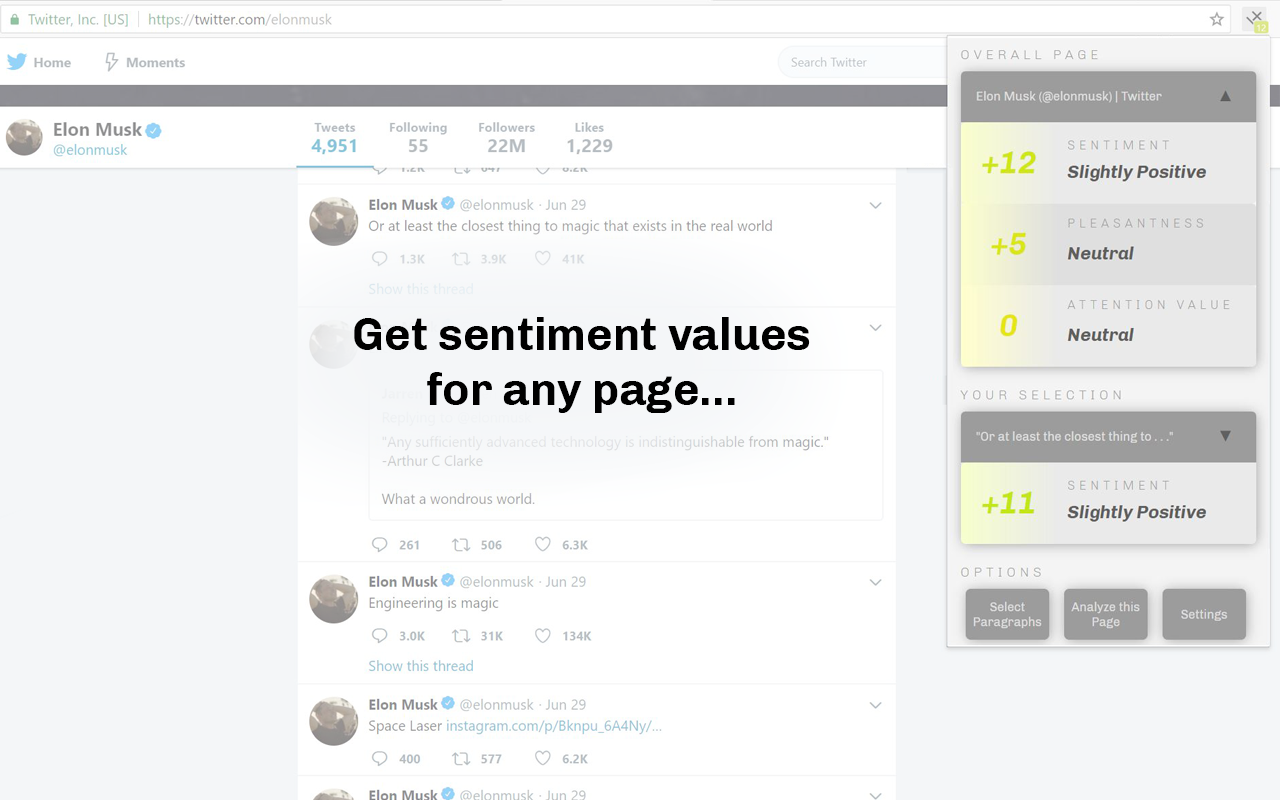 Twitter, Inc. [US] https://twitter.com/elonmusk
12
Home Moments Search Twitter
Elon Musk
@elonmusk
Tweets Following Followers Likes
4,951 55 22M 1,229
1.2K 647 6.2K
Elon Musk @elonmusk · Jun 29
Or at least the closest thing to magic that exists in the real world
1.3K 3.9K 41K
Show this thread
Get sentiment values
for any page...
Replying to
"Any sufficiently advanced technology is indistinguishable from magic."
-Arthur C Clarke
What a wondrous world.
261 506 6.3K
Elon Musk @elonmusk · Jun 29
Engineering is magic
3.0K 31K 134K
Show this thread
Elon Musk @elonmusk · Jun 29
Space Laser instagram.com/p/Bknpu_6A4Ny/...
400 577 6.2K
Elon Musk @elonmusk · Jun 29
OVERALL PAGE
Elon Musk (@elonmusk) | Twitter ▲
SENTIMENT
+12 Slightly Positive
PLEASANTNESS
+5 Neutral
ATTENTION VALUE
0 Neutral
YOUR SELECTION
"Or at least the closest thing to . . ." ▼
SENTIMENT
+11 Slightly Positive
OPTIONS
Select
Paragraphs
Analyze this
Page
Settings